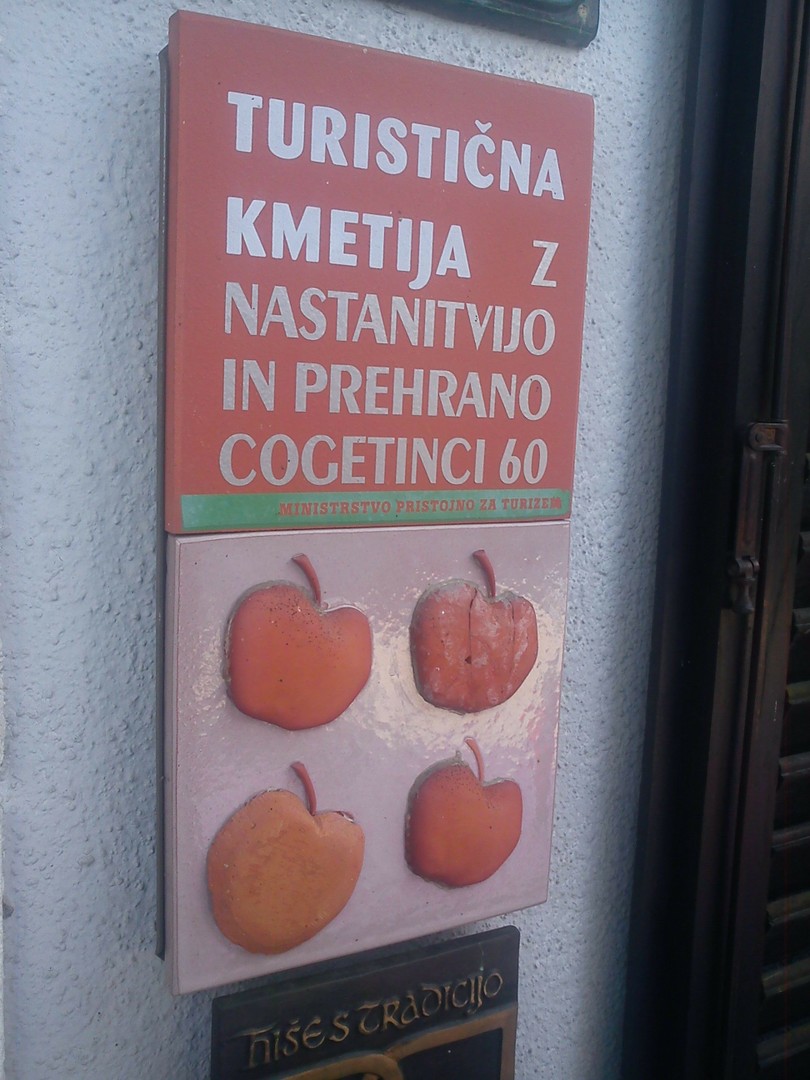 TURISTIČNA
KMETIJA Z
NASTANITVIJO
IN PREHRANO
COGETINCI 60
MINISTRSTVO PRISTOJNO ZA TURIZEM
hiše s tradicijo